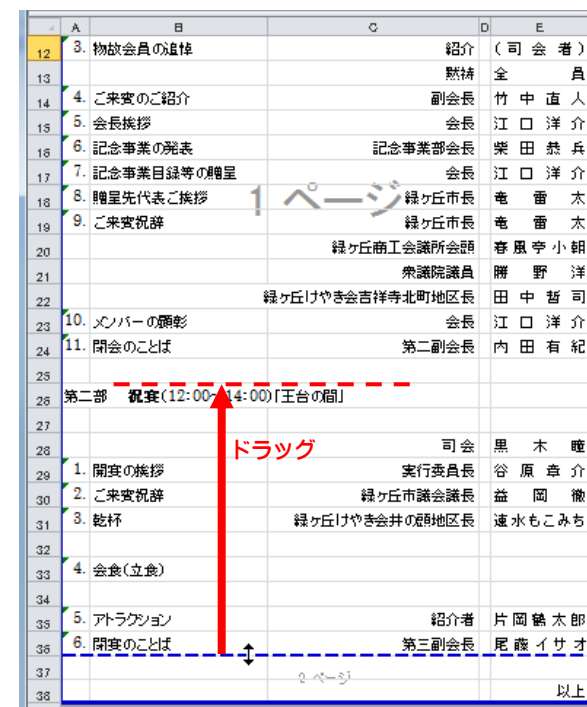 A B C D E
12 3. 物故会員の追悼 紹介 (司会者)
13 黙祷 全員
14 4. ご来賓のご紹介 副会長 竹中直人
15 5. 会長挨拶 会長 江口洋介
16 6. 記念事業の発表 記念事業部会長 柴田恭兵
17 7. 記念事業目録等の贈呈 会長 江口洋介
18 8. 贈呈先代表ご挨拶 緑ヶ丘市長 亀雷太
1 ページ
19 9. ご来賓祝辞 緑ヶ丘市長 亀雷太
20 緑ヶ丘商工会議所会頭 春風亭小朝
21 衆議院議員 勝野洋
22 緑ヶ丘けやき会吉祥寺北町地区長 田中哲司
23 10. メンバーの顕彰 会長 江口洋介
24 11. 閉会のことば 第二副会長 内田有紀
25
26 第二部 祝宴(12:00~14:00)「王台の間」
27
ドラッグ
28 司会 黒木瞳
29 1. 開宴の挨拶 実行委員長 谷原章介
30 2. ご来賓祝辞 緑ヶ丘市議会議長 益岡徹
31 3. 乾杯 緑ヶ丘けやき会井の頭地区長 速水もこみち
32
33 4. 会食(立食)
34
35 5. アトラクション 紹介者 片岡鶴太郎
36 6. 閉宴のことば 第三副会長 尾藤イサオ
37 2 ページ
38 以上